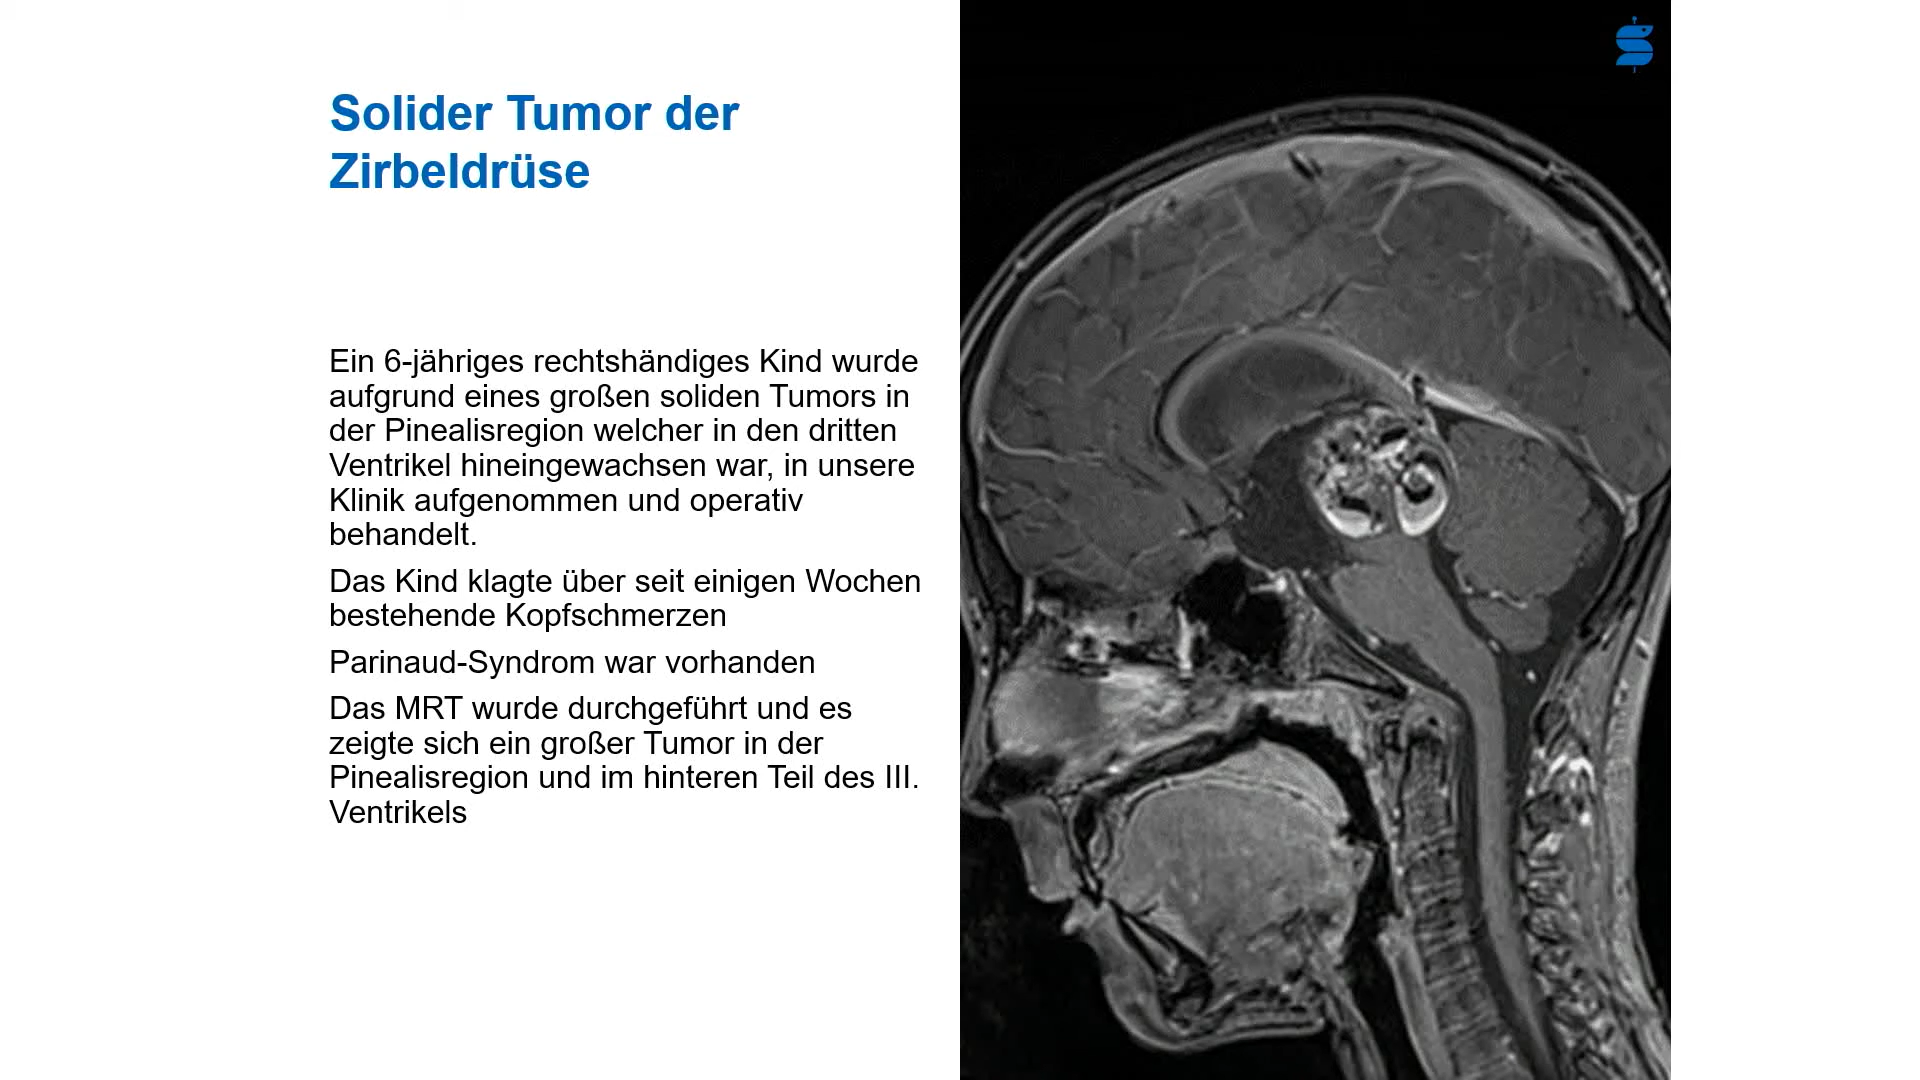 Solider Tumor der
Zirbeldrüse
Ein 6-jähriges rechtshändiges Kind wurde
aufgrund eines großen soliden Tumors in
der Pinealisregion welcher in den dritten
Ventrikel hineingewachsen war, in unsere
Klinik aufgenommen und operativ
behandelt.
Das Kind klagte über seit einigen Wochen
bestehende Kopfschmerzen
Parinaud-Syndrom war vorhanden
Das MRT wurde durchgeführt und es
zeigte sich ein großer Tumor in der
Pinealisregion und im hinteren Teil des III.
Ventrikels